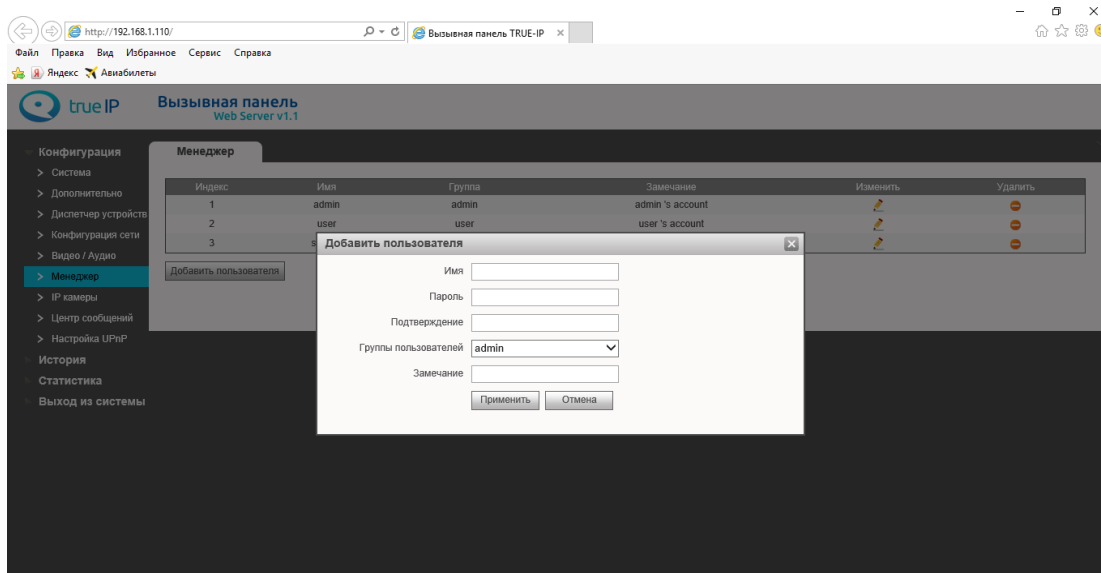 http://192.168.1.110/
Вызывная панель TRUE-IP
Файл Правка Вид Избранное Сервис Справка
Яндекс Авиабилеты
true IP
Вызывная панель
Web Server v1.1
Конфигурация
Менеджер
Система
Дополнительно
Диспетчер устройств
Конфигурация сети
Видео / Аудио
Менеджер
IP камеры
Центр сообщений
Настройка UPnP
История
Статистика
Выход из системы
Индекс Имя Группа Замечание Изменить Удалить
1 admin admin admin 's account
2 user user user 's account
3
Добавить пользователя
Добавить пользователя
Имя
Пароль
Подтверждение
Группы пользователей admin
Замечание
Применить Отмена